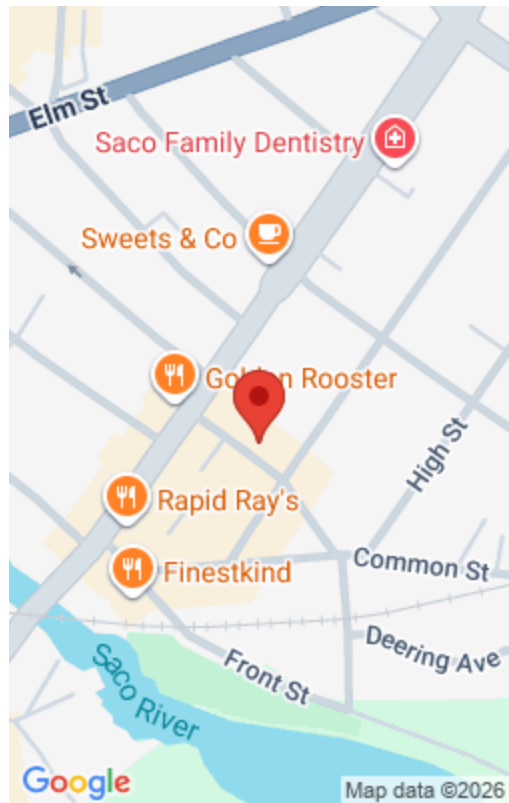 Elm St
Saco Family Dentistry
Sweets & Co
Golden Rooster
High St
Rapid Ray's
Common St
Finestkind
Deering Ave
Front St
Saco River
Google
Map data ©2026